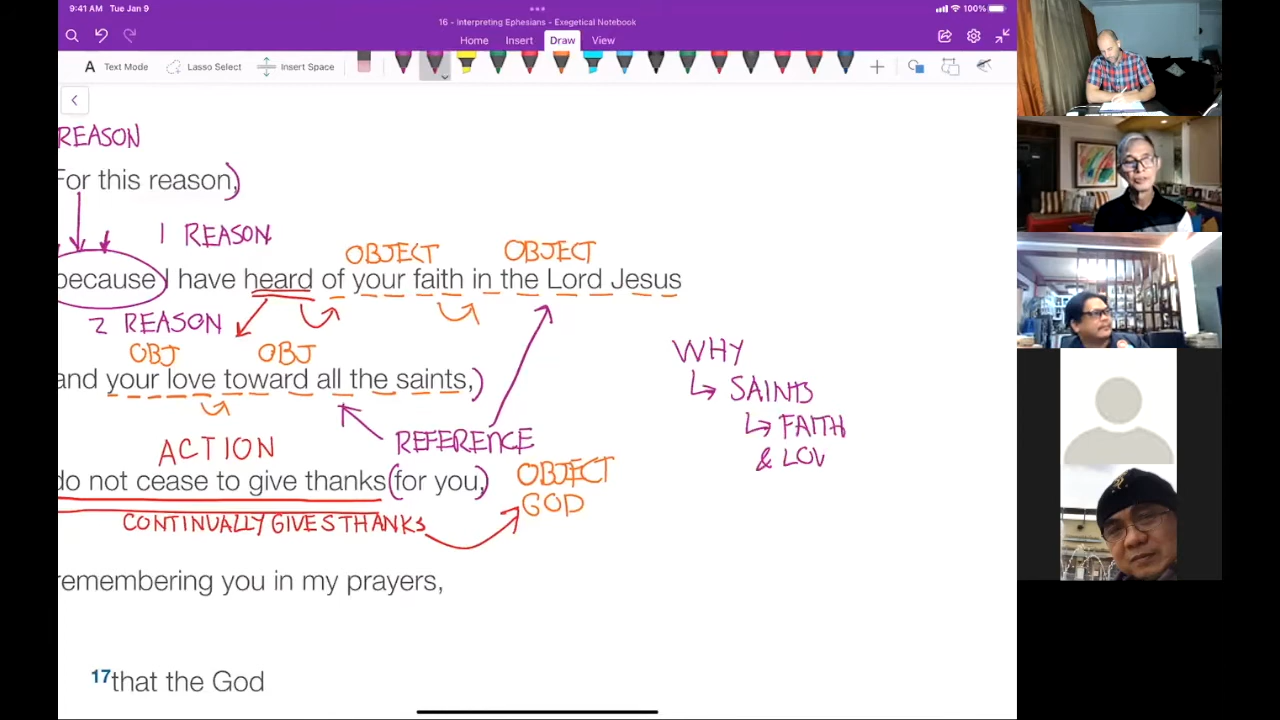 9:41 AM Tue Jan 9
100%
16 - Interpreting Ephesians - Exegetical Notebook
Home Insert Draw View
A Text Mode Lasso Select Insert Space
REASON
For this reason,)
1 REASON
OBJECT OBJECT
because I have heard of your faith in the Lord Jesus
2 REASON
OBJ OBJ
WHY
and your love toward all the saints,)
↳ SAINTS
↳ FAITH
& LOV
ACTION
REFERENCE
do not cease to give thanks (for you,)
OBJECT
GOD
CONTINUALLY GIVES THANKS
remembering you in my prayers,
17 that the God